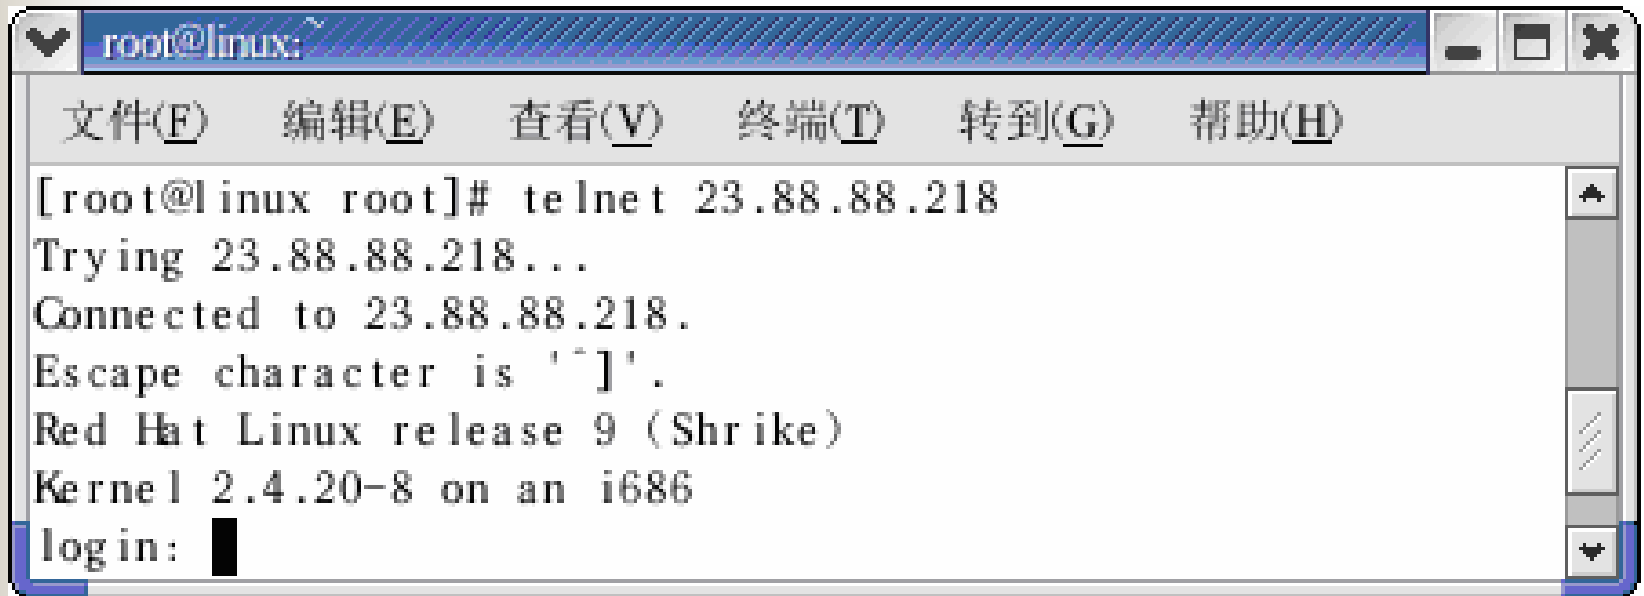 root@linux:~
文件(F) 编辑(E) 查看(V) 终端(T) 转到(G) 帮助(H)
[root@linux root]# telnet 23.88.88.218
Trying 23.88.88.218...
Connected to 23.88.88.218.
Escape character is '^]'.
Red Hat Linux release 9 (Shrike)
Kernel 2.4.20-8 on an i686
login: